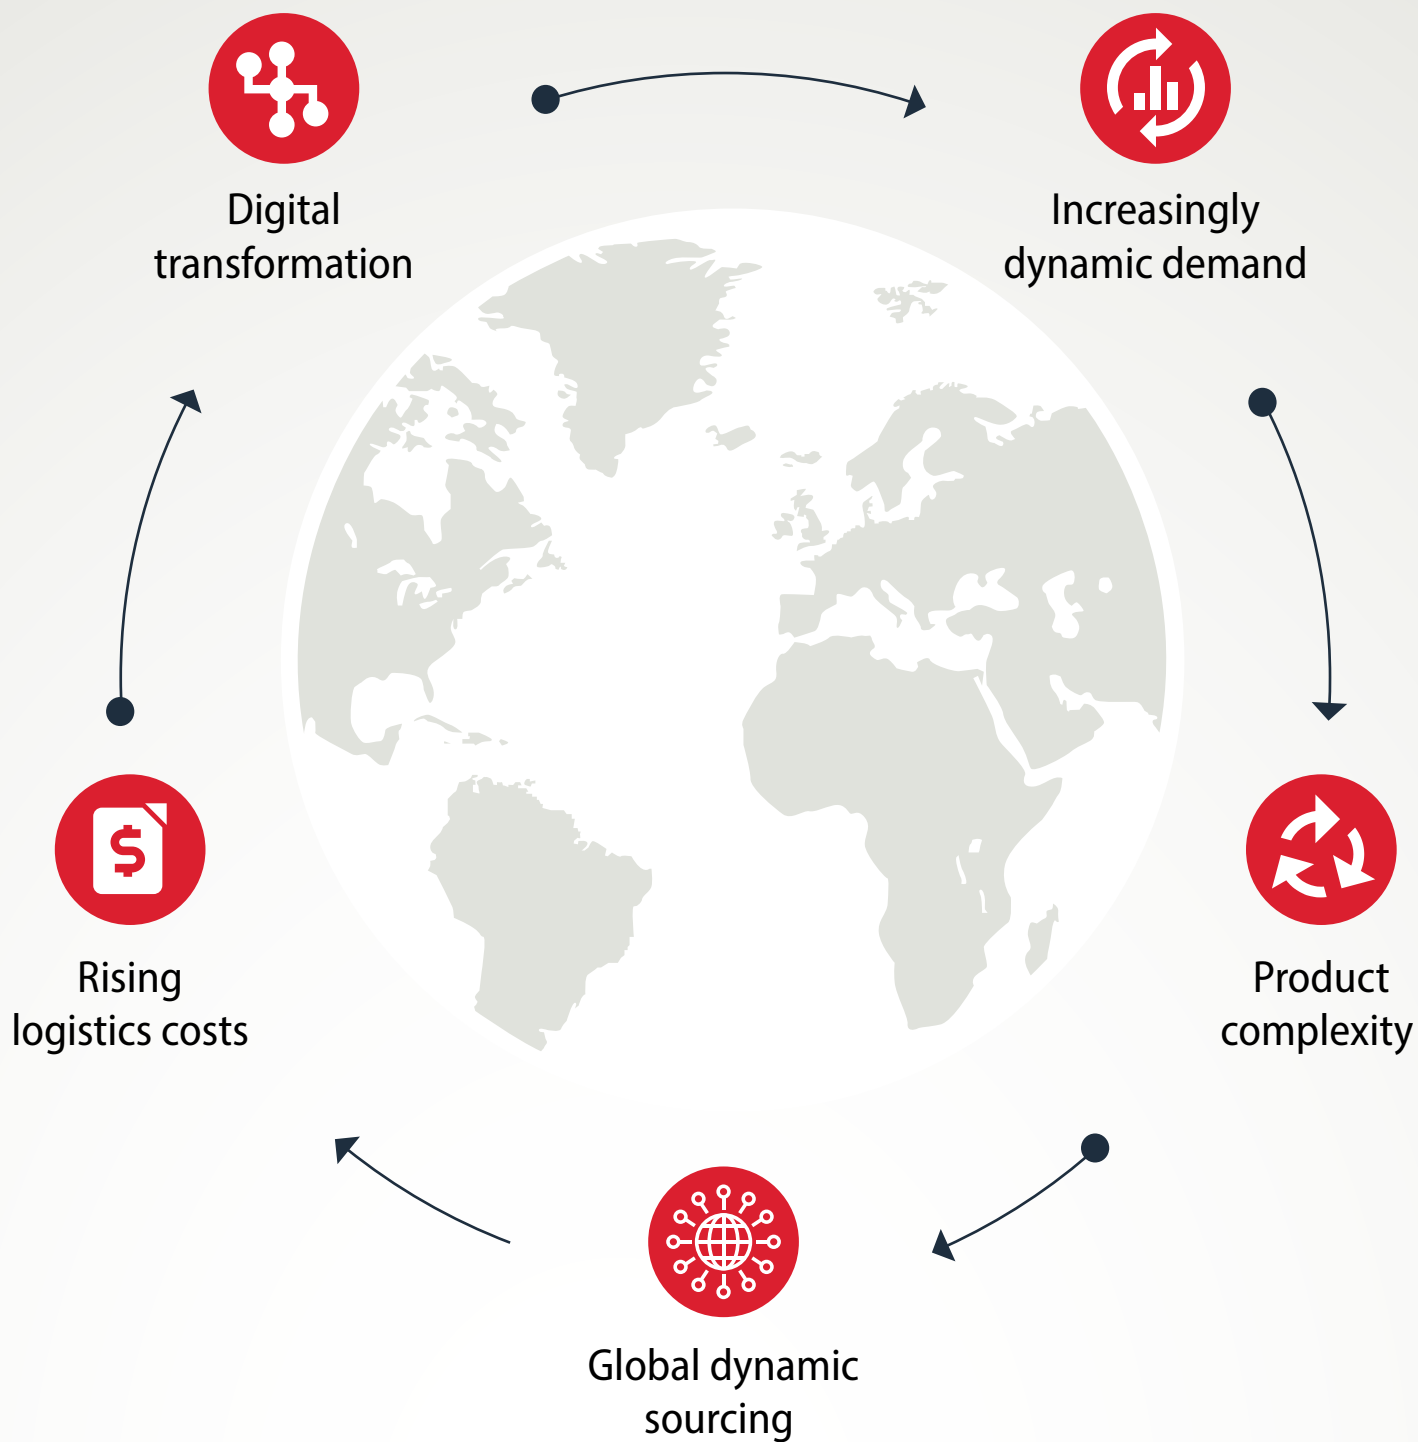 Digital
transformation
Increasingly
dynamic demand
$
Rising
logistics costs
Product
complexity
Global dynamic
sourcing